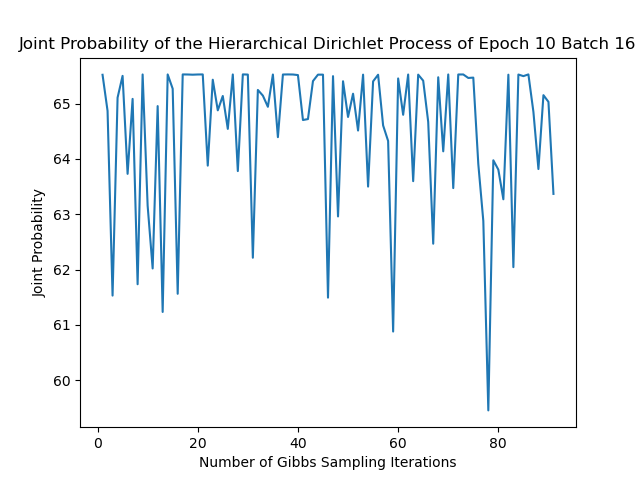 Joint Probability of the Hierarchical Dirichlet Process of Epoch 10 Batch 16
Joint Probability
65
64
63
62
61
60
0 20 40 60 80
Number of Gibbs Sampling Iterations